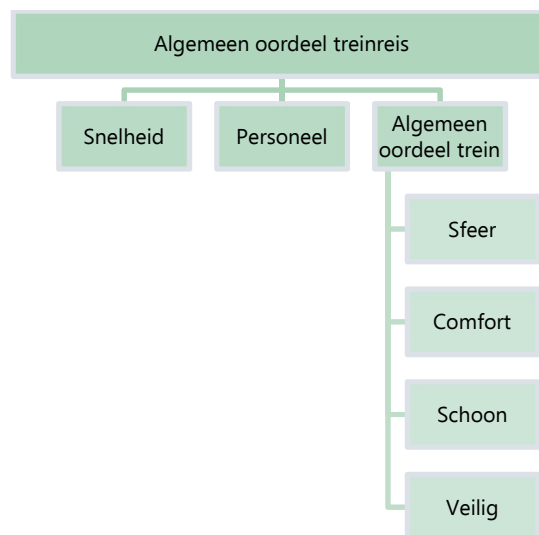 Algemeen oordeel treinreis
Snelheid
Personeel
Algemeen
oordeel trein
Sfeer
Comfort
Schoon
Veilig